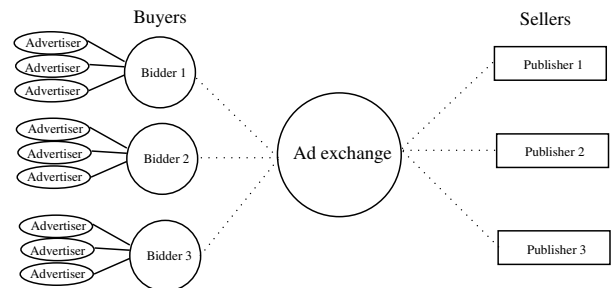 Buyers
Sellers
Advertiser
Advertiser
Advertiser
Bidder 1
Publisher 1
Advertiser
Advertiser
Advertiser
Bidder 2
Ad exchange
Publisher 2
Advertiser
Advertiser
Advertiser
Bidder 3
Publisher 3